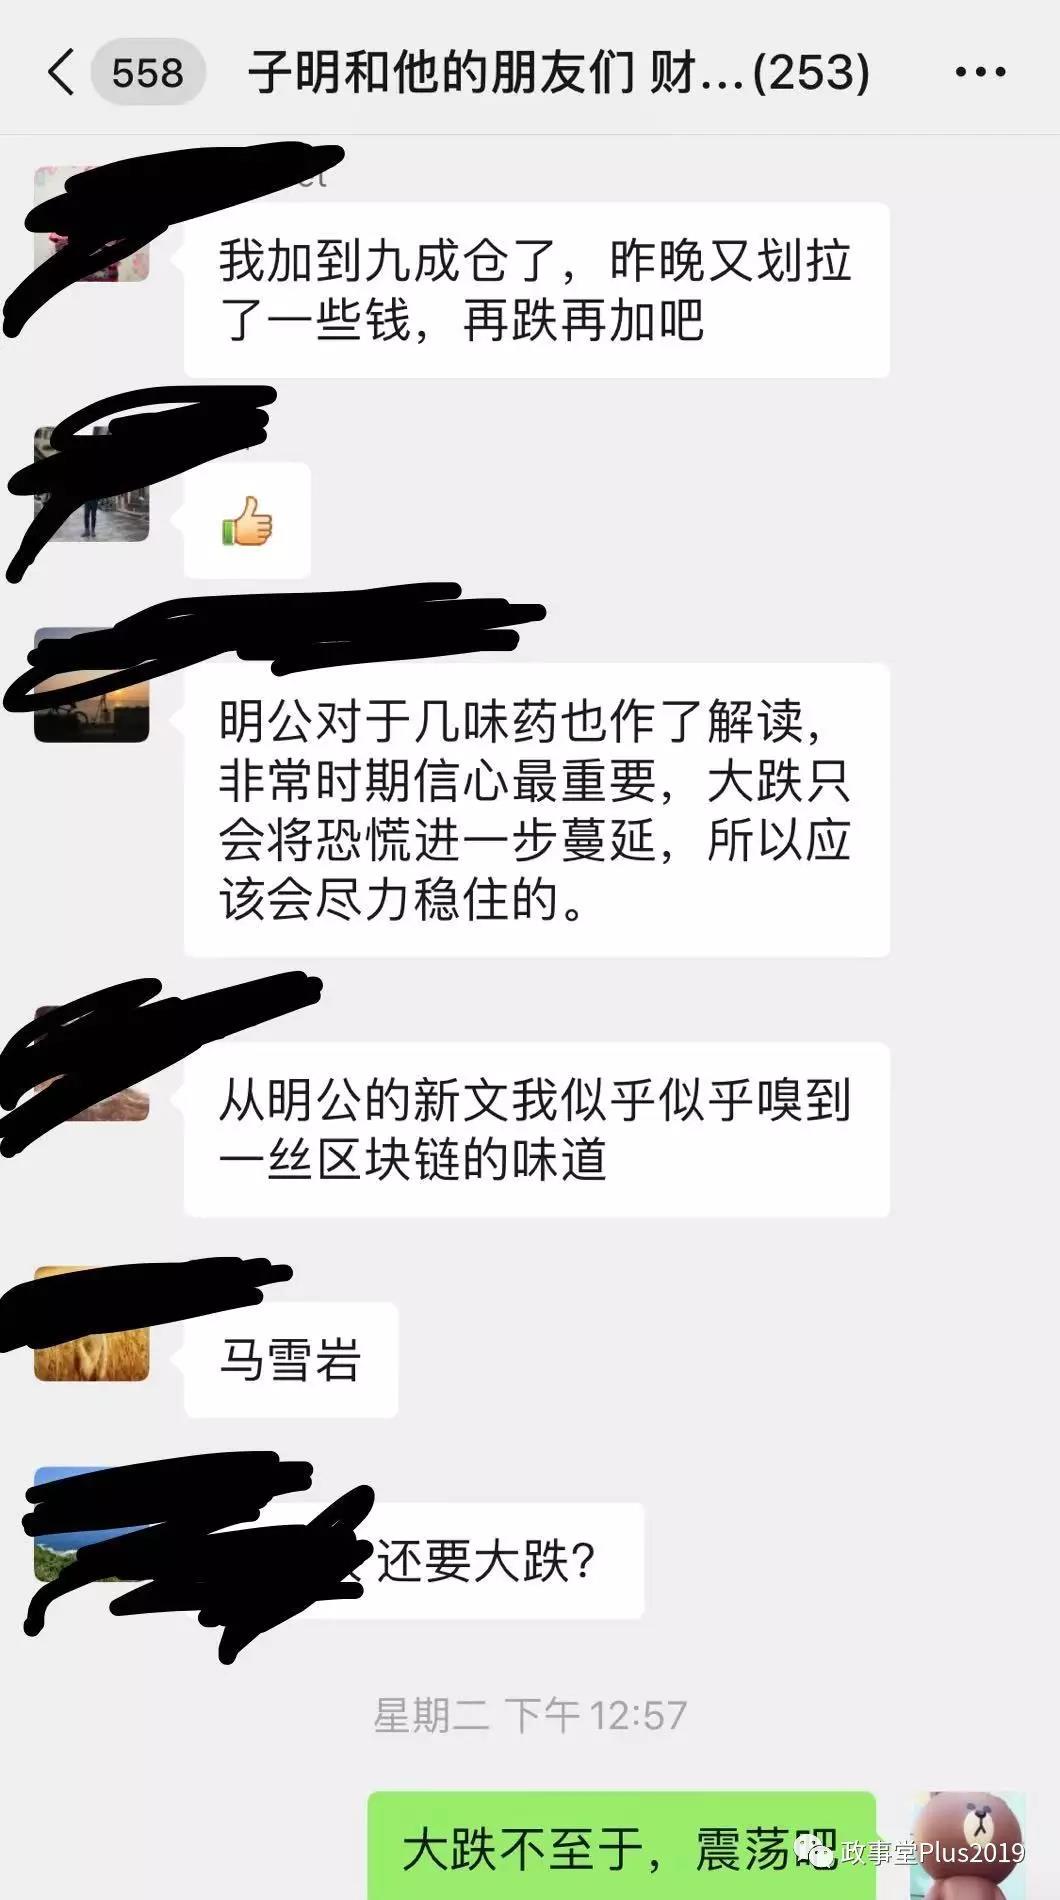 558
子明和他的朋友们 财...(253)
我加到九成仓了，昨晚又划拉
了一些钱，再跌再加吧
明公对于几味药也作了解读，
非常时期信心最重要，大跌只
会将恐慌进一步蔓延，所以应
该会尽力稳住的。
从明公的新文我似乎似乎嗅到
一丝区块链的味道
马雪岩
还要大跌?
星期二 下午12:57
大跌不至于，震荡吧
政事堂Plus2019